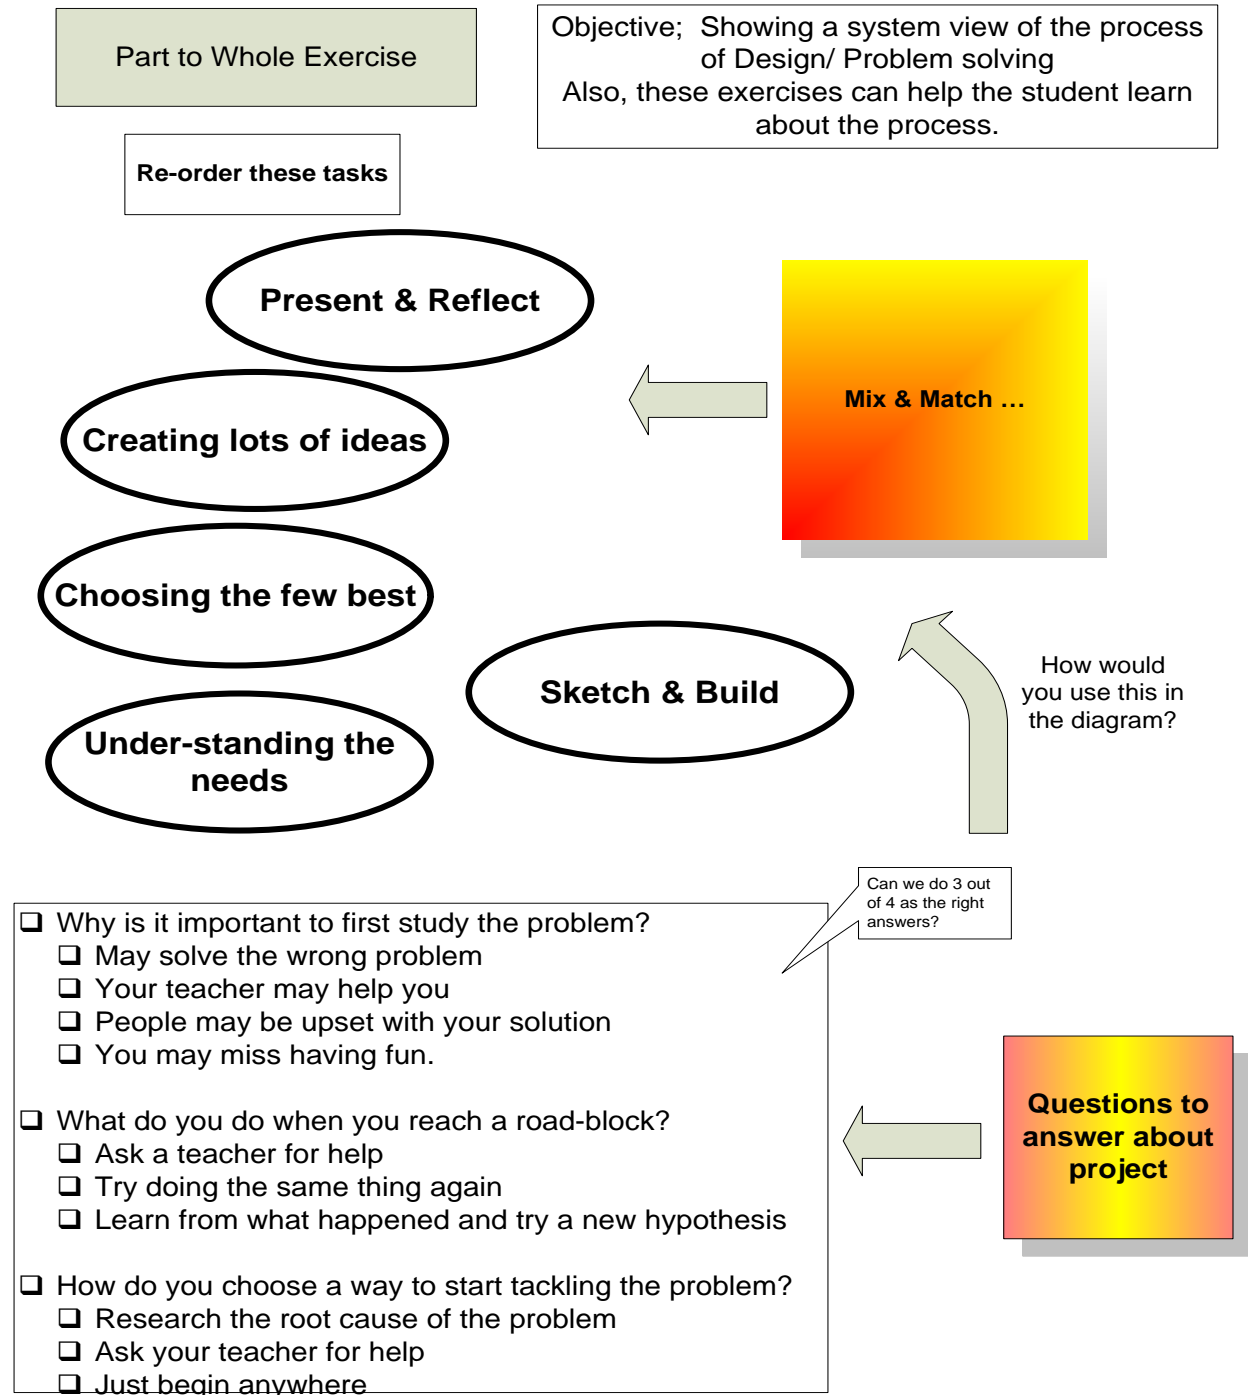 Part to Whole Exercise
Objective; Showing a system view of the process
of Design/ Problem solving
Also, these exercises can help the student learn
about the process.
Re-order these tasks
Present & Reflect
Mix & Match ...
Creating lots of ideas
Choosing the few best
Sketch & Build
How would
you use this in
the diagram?
Under-standing the
needs
Can we do 3 out
of 4 as the right
answers?
❑ Why is it important to first study the problem?
❑ May solve the wrong problem
❑ Your teacher may help you
❑ People may be upset with your solution
❑ You may miss having fun.
❑ What do you do when you reach a road-block?
❑ Ask a teacher for help
❑ Try doing the same thing again
❑ Learn from what happened and try a new hypothesis
❑ How do you choose a way to start tackling the problem?
❑ Research the root cause of the problem
❑ Ask your teacher for help
❑ Just begin anywhere
Questions to
answer about
project